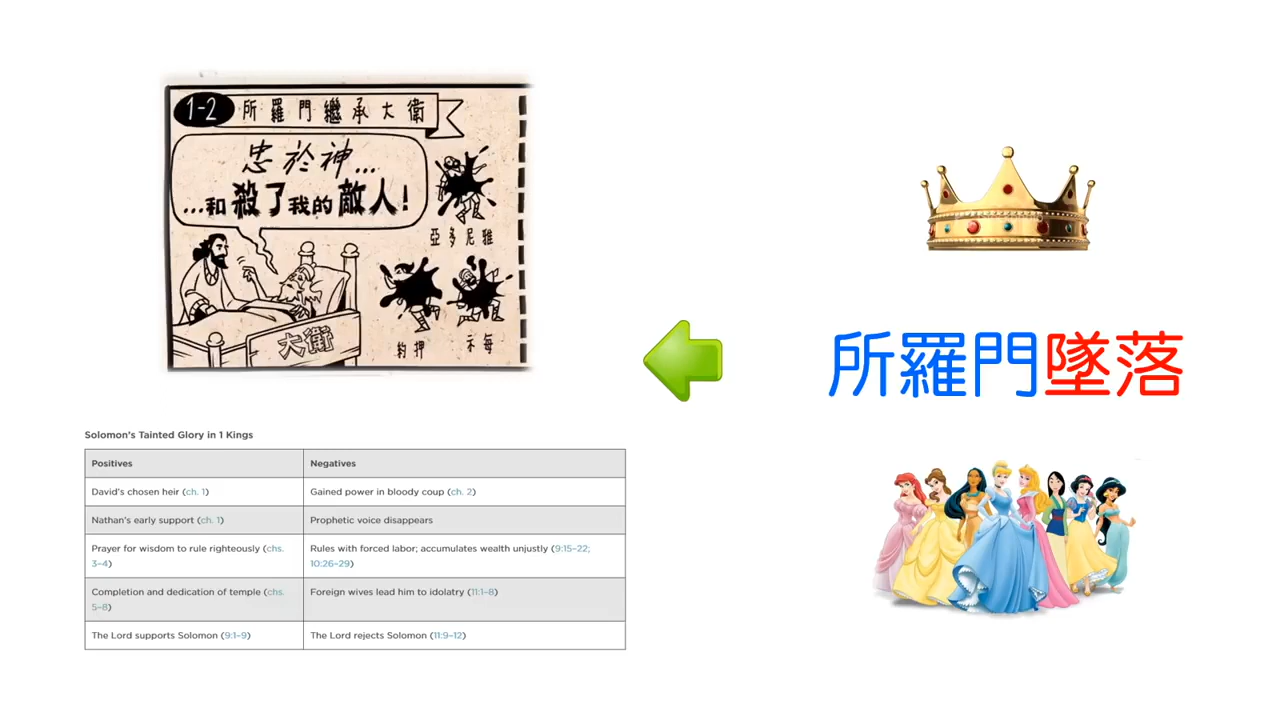 1-2 所羅門繼承大衛
忠於神...
...和殺了我的敵人!
亞多尼雅
約押
示每
大衛
Solomon's Tainted Glory in 1 Kings
Positives Negatives
David's chosen heir (ch. 1) Gained power in bloody coup (ch. 2)
Nathan's early support (ch. 1) Prophetic voice disappears
Prayer for wisdom to rule righteously (chs.
3–4)
Rules with forced labor; accumulates wealth unjustly (9:15–22;
10:26–29)
Completion and dedication of temple (chs.
5–8)
Foreign wives lead him to idolatry (11:1–8)
The Lord supports Solomon (9:1–9) The Lord rejects Solomon (11:9–12)
所羅門墜落